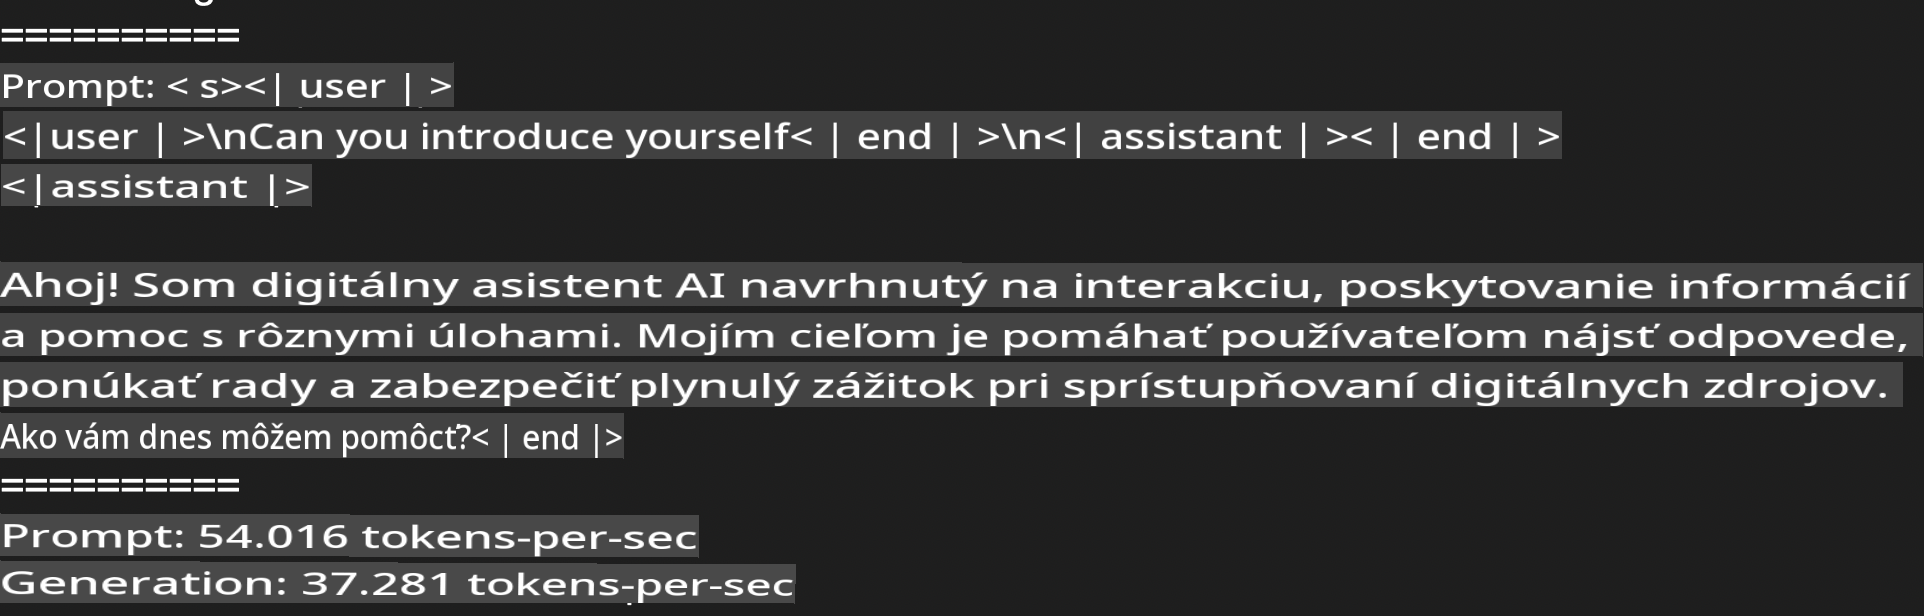 ==========
Prompt: < s><| user | >
<|user | >\nCan you introduce yourself< | end | >\n<| assistant | >< | end | >
<|assistant |>
Ahoj! Som digitálny asistent AI navrhnutý na interakciu, poskytovanie informácií
a pomoc s rôznymi úlohami. Mojím cieľom je pomáhať používateľom nájsť odpovede,
ponúkať rady a zabezpečiť plynulý zážitok pri sprístupňovaní digitálnych zdrojov.
Ako vám dnes môžem pomôcť?< | end |>
==========
Prompt: 54.016 tokens-per-sec
Generation: 37.281 tokens-per-sec